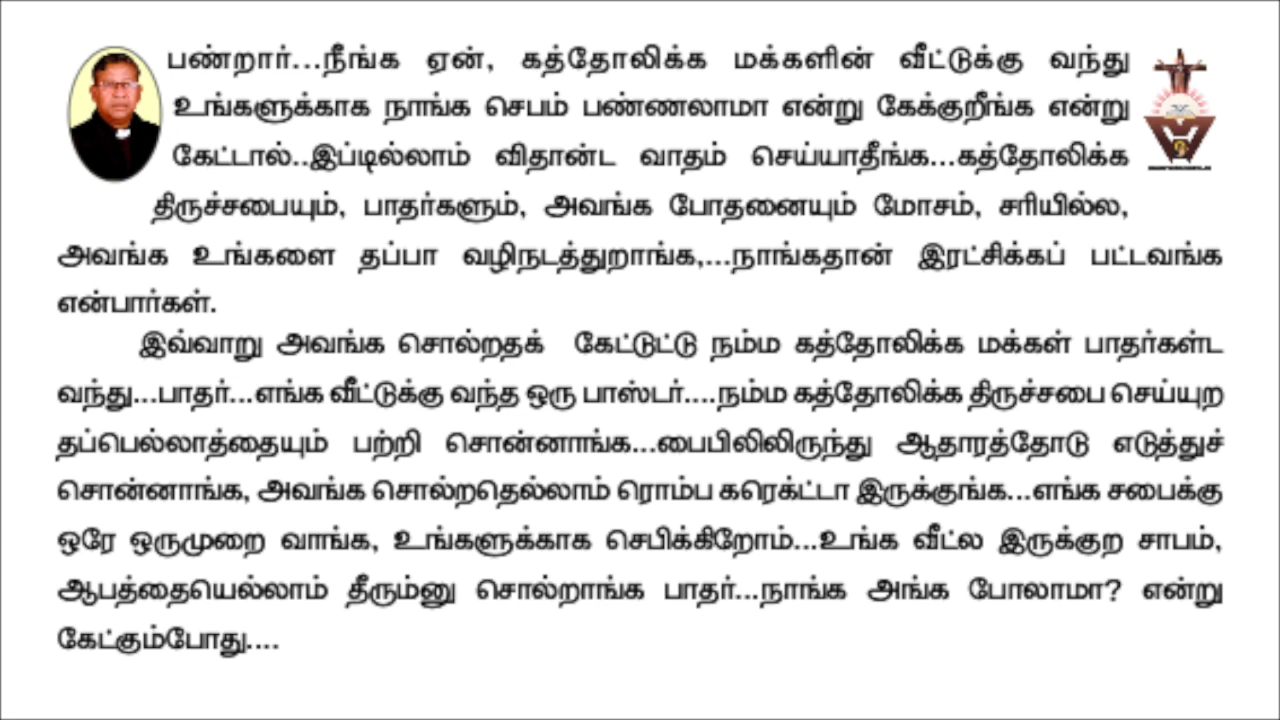 பண்றார்...நீங்க ஏன், கத்தோலிக்க மக்களின் வீட்டுக்கு வந்து
உங்களுக்காக நாங்க செபம் பண்ணலாமா என்று கேக்குறீங்க என்று
கேட்டால்..இப்டில்லாம் விதான்ட வாதம் செய்யாதீங்க...கத்தோலிக்க
திருச்சபையும், பாதர்களும், அவங்க போதனையும் மோசம், சரியில்ல,
அவங்க உங்களை தப்பா வழிநடத்துறாங்க,...நாங்கதான் இரட்சிக்கப் பட்டவங்க
என்பார்கள்.
இவ்வாறு அவங்க சொல்றதக் கேட்டுட்டு நம்ம கத்தோலிக்க மக்கள் பாதர்கள்ட
வந்து...பாதர்...எங்க வீட்டுக்கு வந்த ஒரு பாஸ்டர்....நம்ம கத்தோலிக்க திருச்சபை செய்யுற
தப்பெல்லாத்தையும் பற்றி சொன்னாங்க...பைபிலிலிருந்து ஆதாரத்தோடு எடுத்துச்
சொன்னாங்க, அவங்க சொல்றதெல்லாம் ரொம்ப கரெக்ட்டா இருக்குங்க...எங்க சபைக்கு
ஒரே ஒருமுறை வாங்க, உங்களுக்காக செபிக்கிறோம்...உங்க வீட்ல இருக்குற சாபம்,
ஆபத்தையெல்லாம் தீரும்னு சொல்றாங்க பாதர்...நாங்க அங்க போலாமா? என்று
கேட்கும்போது....